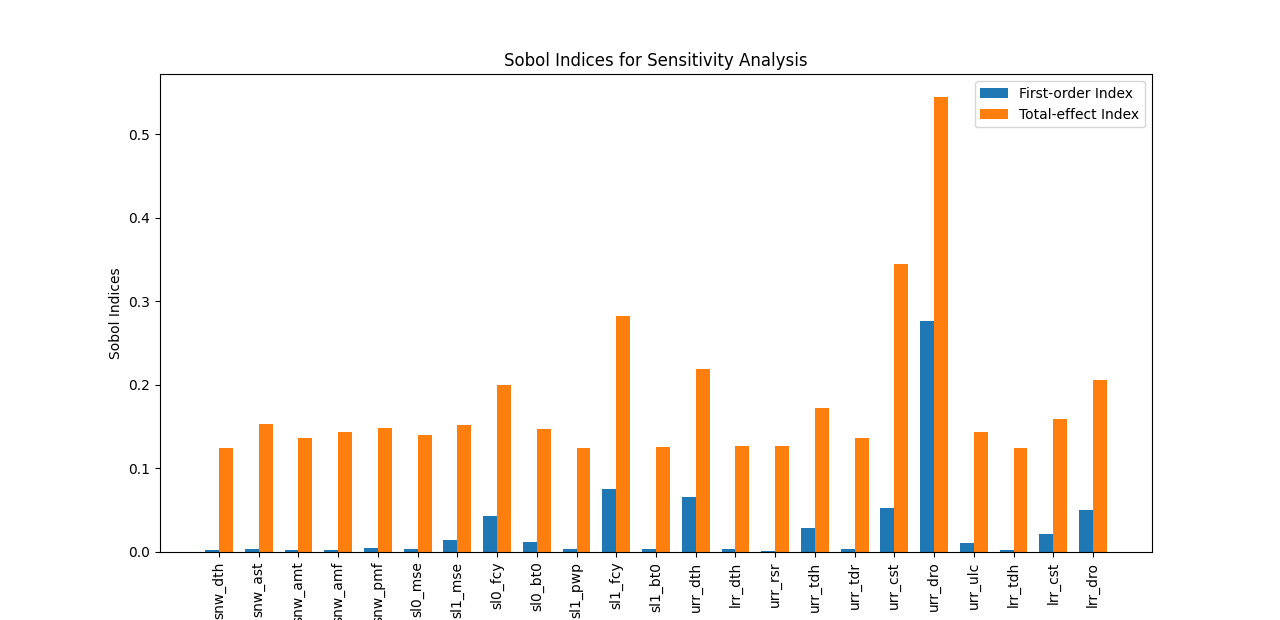 Sobol Indices for Sensitivity Analysis
First-order Index
Total-effect Index
Sobol Indices
0.5
0.4
0.3
0.2
0.1
0.0
snw_dth
snw_ast
snw_amt
snw_amf
snw_pmf
sl0_mse
sl1_mse
sl0_fcy
sl0_bt0
sl1_pwp
sl1_fcy
sl1_bt0
urr_dth
lrr_dth
urr_rsr
urr_tdh
urr_tdr
urr_cst
urr_dro
urr_ulc
lrr_tdh
lrr_cst
lrr_dro